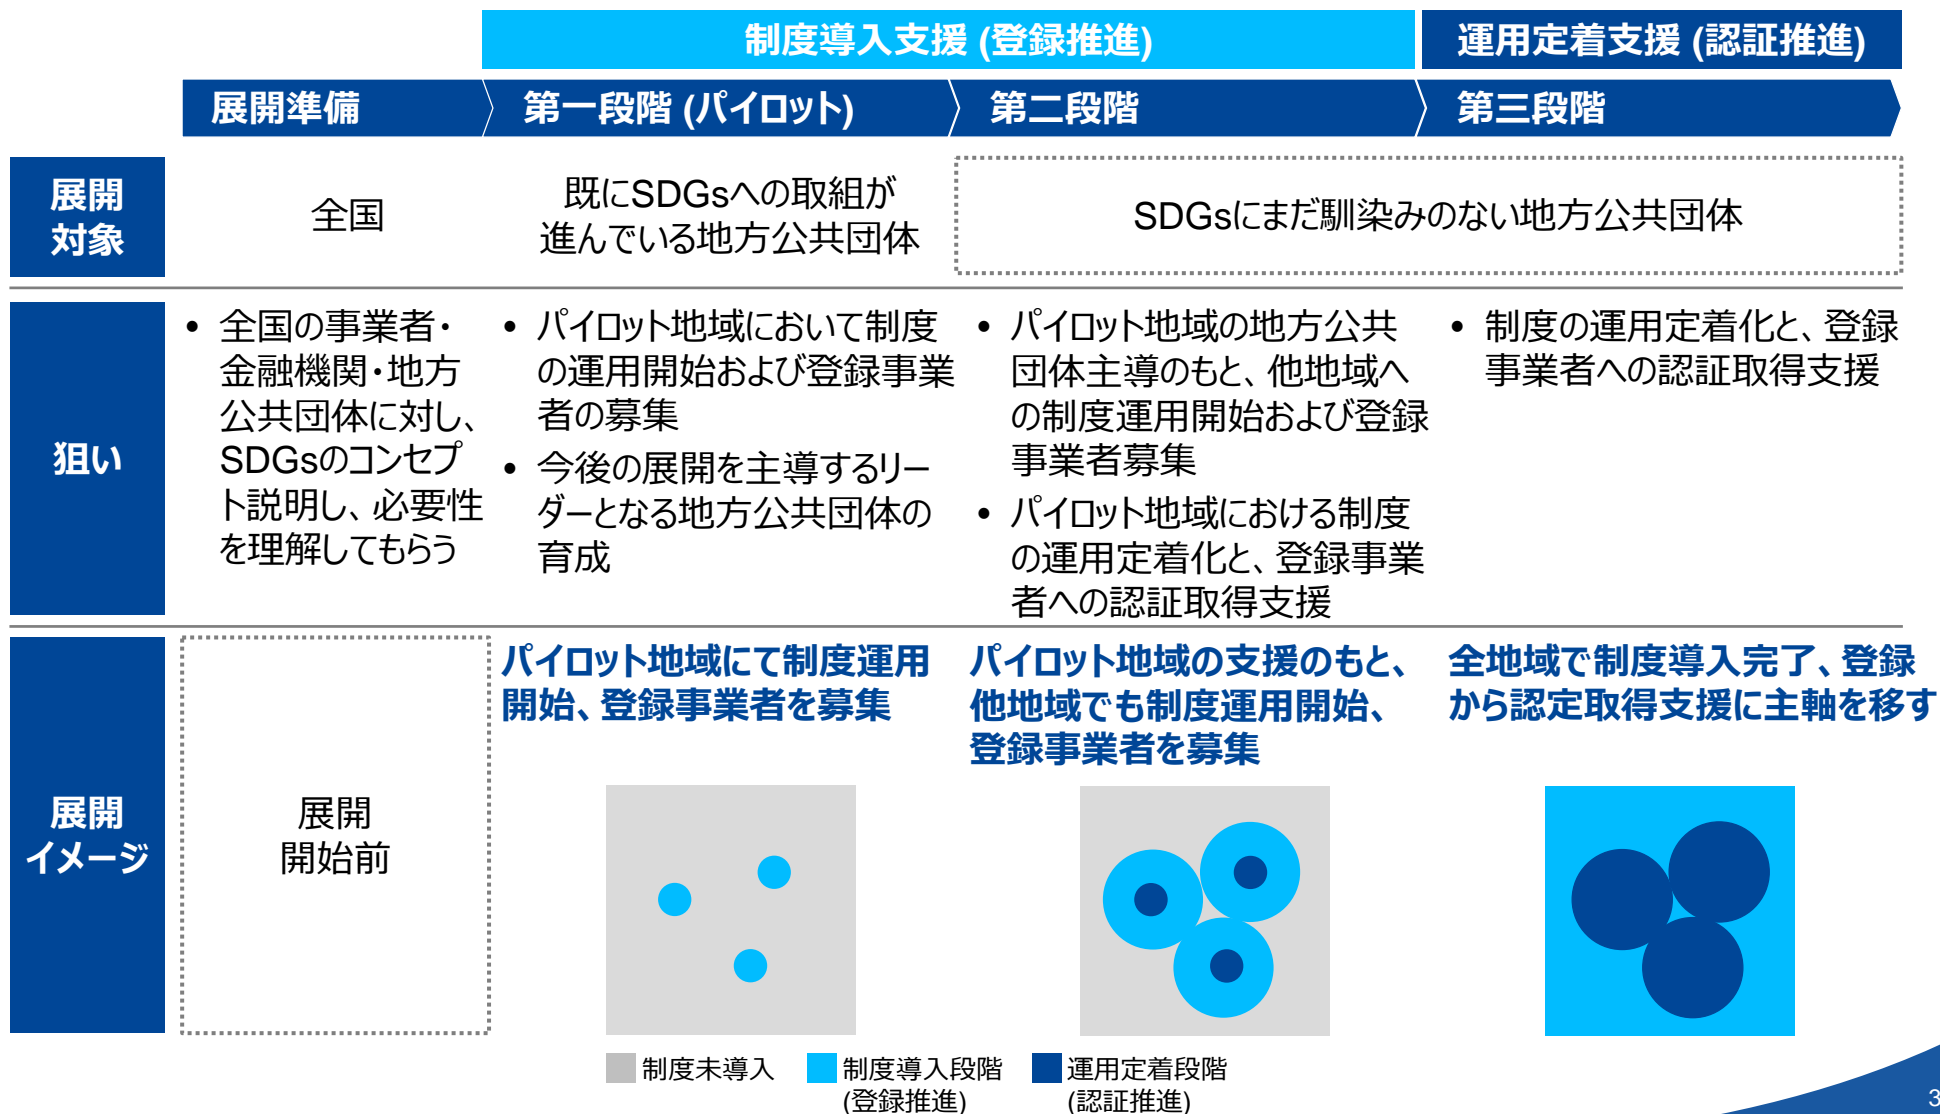 制度導入支援 (登録推進)
運用定着支援 (認証推進)
展開準備
第一段階 (パイロット)
第二段階
第三段階
展開
対象
全国
既にSDGsへの取組が
進んでいる地方公共団体
SDGsにまだ馴染みのない地方公共団体
狙い
• 全国の事業者・
金融機関・地方
公共団体に対し、
SDGsのコンセプ
ト説明し、必要性
を理解してもらう
• パイロット地域において制度
の運用開始および登録事業
者の募集
• 今後の展開を主導するリー
ダーとなる地方公共団体の
育成
• パイロット地域の地方公共
団体主導のもと、他地域へ
の制度運用開始および登録
事業者募集
• パイロット地域における制度
の運用定着化と、登録事業
者への認証取得支援
• 制度の運用定着化と、登録
事業者への認証取得支援
展開
イメージ
展開
開始前
パイロット地域にて制度運用
開始、登録事業者を募集
パイロット地域の支援のもと、
他地域でも制度運用開始、
登録事業者を募集
全地域で制度導入完了、登録
から認定取得支援に主軸を移す
制度未導入
制度導入段階
(登録推進)
運用定着段階
(認証推進)
3